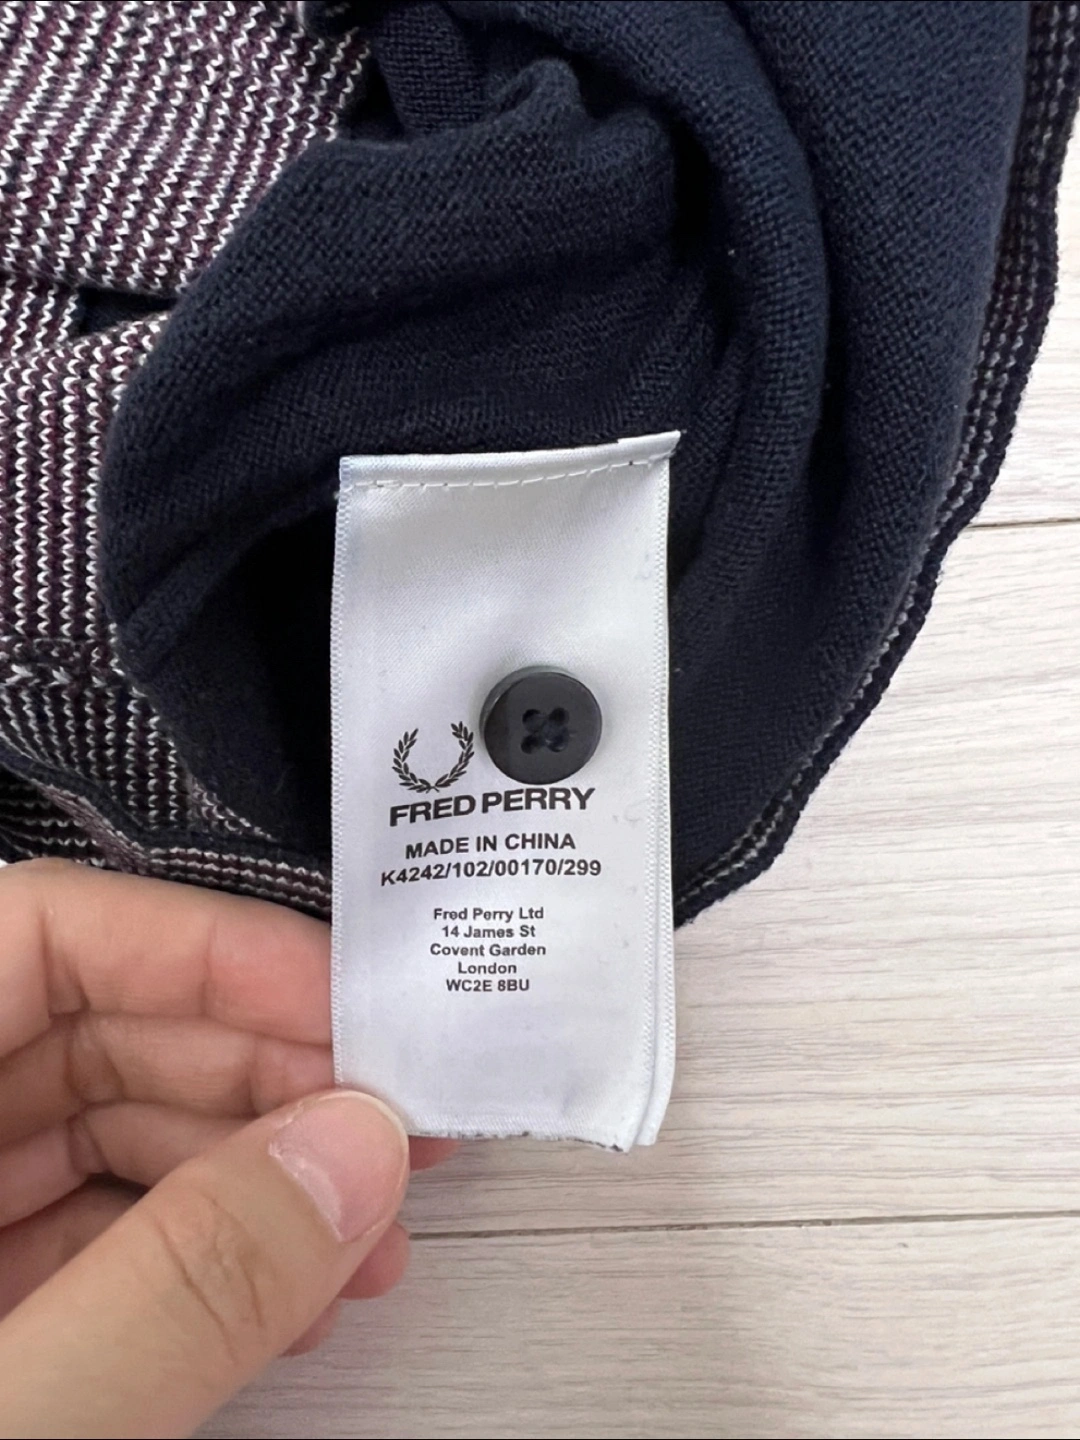 FRED PERRY
MADE IN CHINA
K4242/102/00170/299
Fred Perry Ltd
14 James St
Covent Garden
London
WC2E 8BU